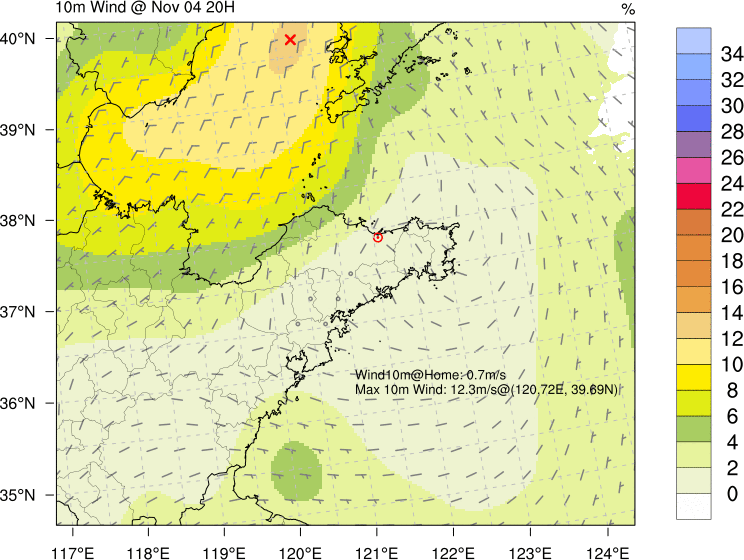 10m Wind @ Nov 04 20H
%
40°N
39°N
38°N
37°N
36°N
35°N
Wind10m@Home: 0.7m/s
Max 10m Wind: 12.3m/s@(120.72E, 39.69N)
117°E 118°E 119°E 120°E 121°E 122°E 123°E 124°E
34
32
30
28
26
24
22
20
18
16
14
12
10
8
6
4
2
0